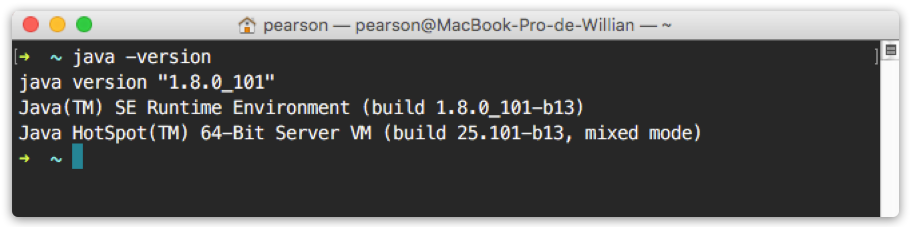 pearson — pearson@MacBook-Pro-de-Willian — ~
[➜  ~ java -version ]
java version "1.8.0_101"
Java(TM) SE Runtime Environment (build 1.8.0_101-b13)
Java HotSpot(TM) 64-Bit Server VM (build 25.101-b13, mixed mode)
➜  ~